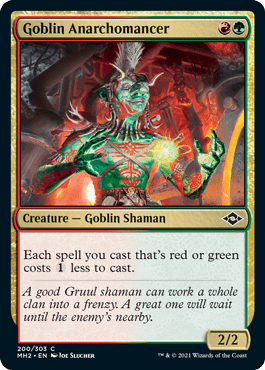 Goblin Anarchomancer
Creature — Goblin Shaman
Each spell you cast that's red or green
costs 1 less to cast.
A good Gruul shaman can work a whole
clan into a frenzy. A great one will wait
until the enemy's nearby.
2/2
200/303 C
MH2 • EN Joe Slucher
™ & © 2021 Wizards of the Coast